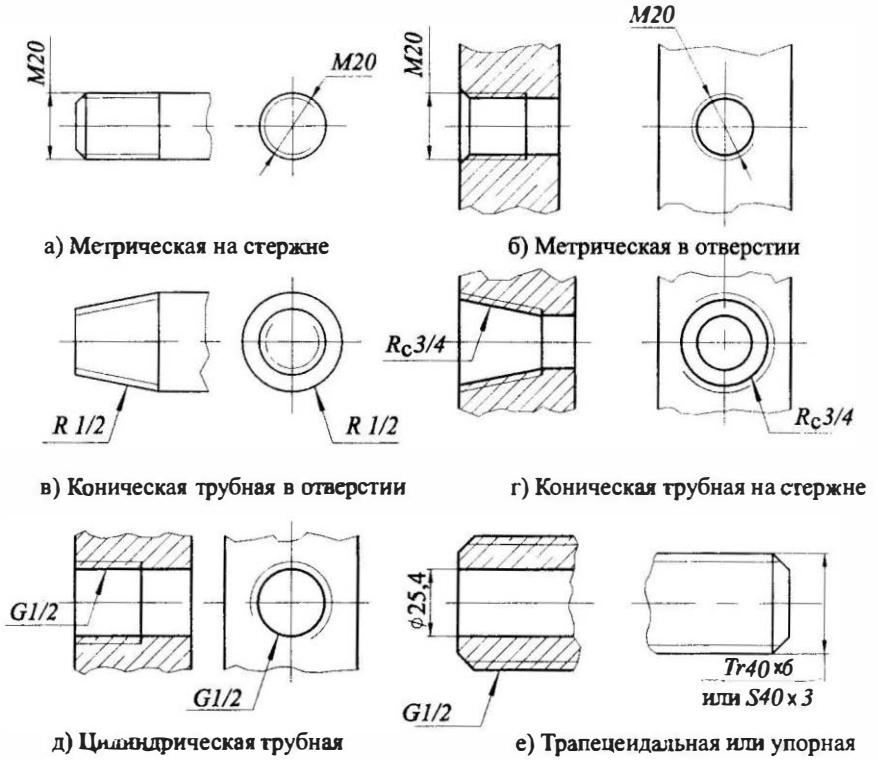 M20
M20
M20
M20
а) Метрическая на стержне
б) Метрическая в отверстии
R 1/2
R 1/2
Rc3/4
Rc3/4
в) Коническая трубная в отверстии
г) Коническая трубная на стержне
G1/2
G1/2
ф25,4
G1/2
Tr40×6
или S40×3
д) Цилиндрическая трубная
е) Трапецеидальная или упорная